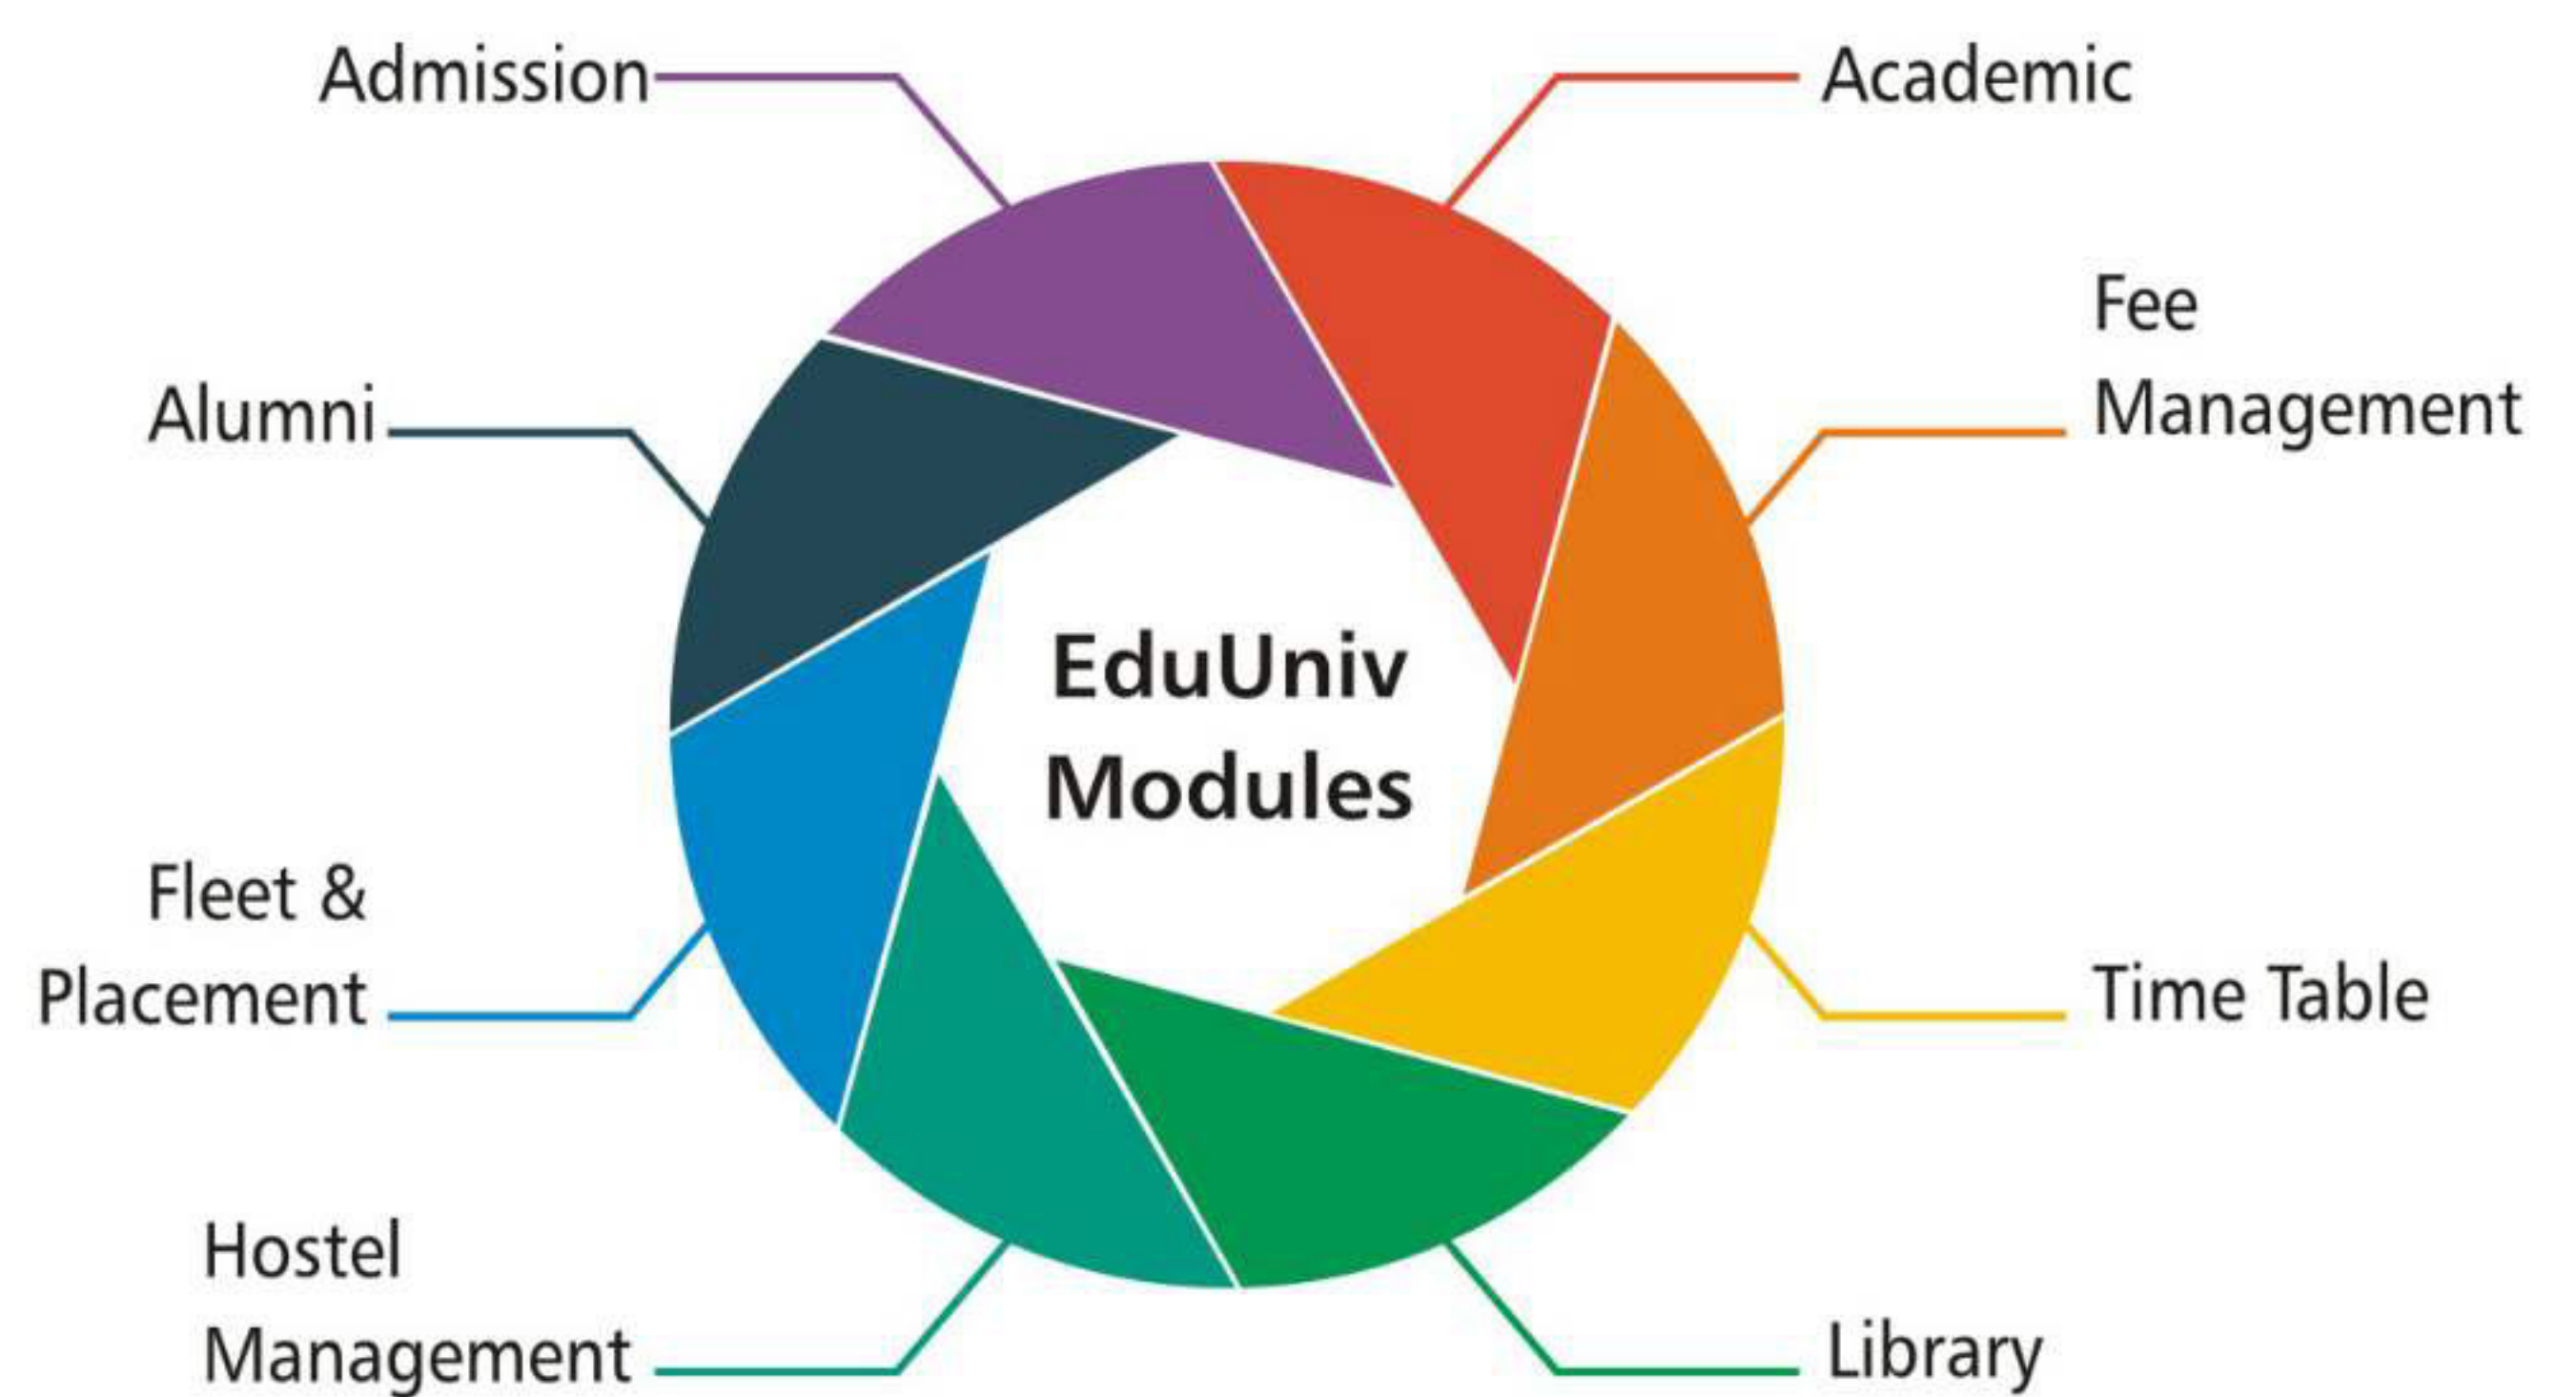 Admission
Academic
Fee
Management
Alumni
EduUniv
Modules
Fleet &
Placement
Time Table
Hostel
Management
Library